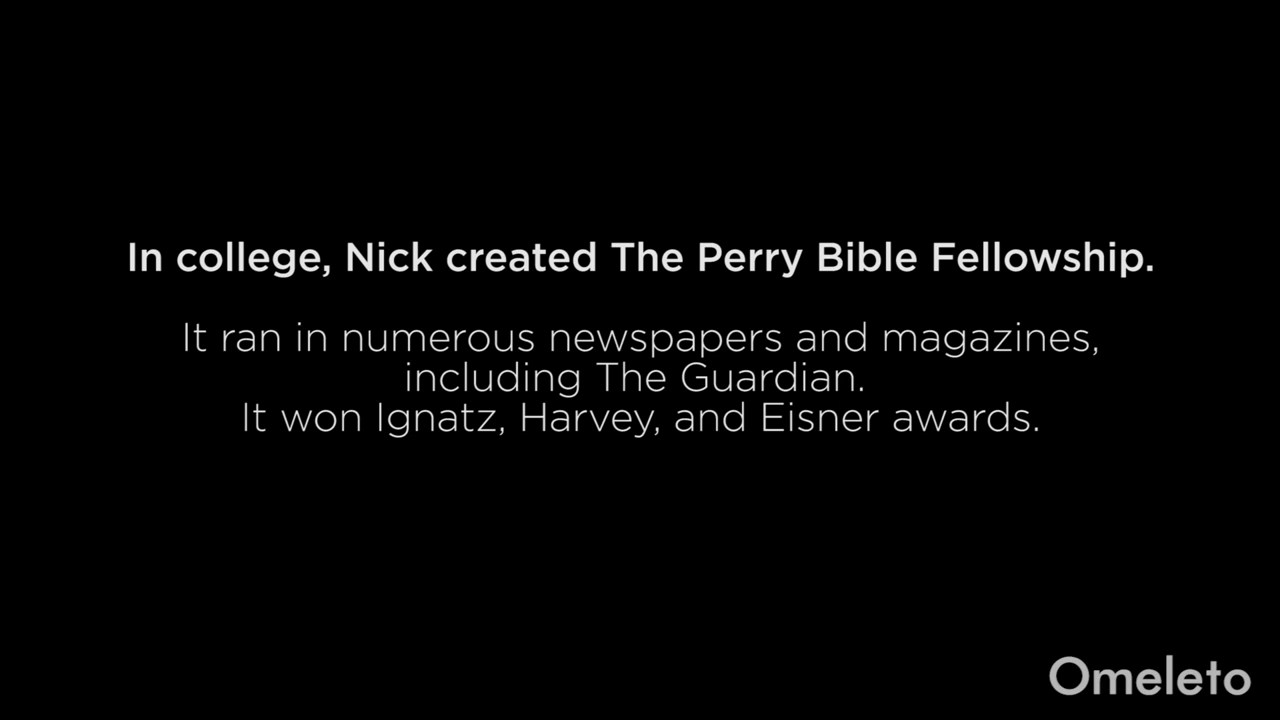 In college, Nick created The Perry Bible Fellowship.
It ran in numerous newspapers and magazines,
including The Guardian.
It won Ignatz, Harvey, and Eisner awards.
Omeleto